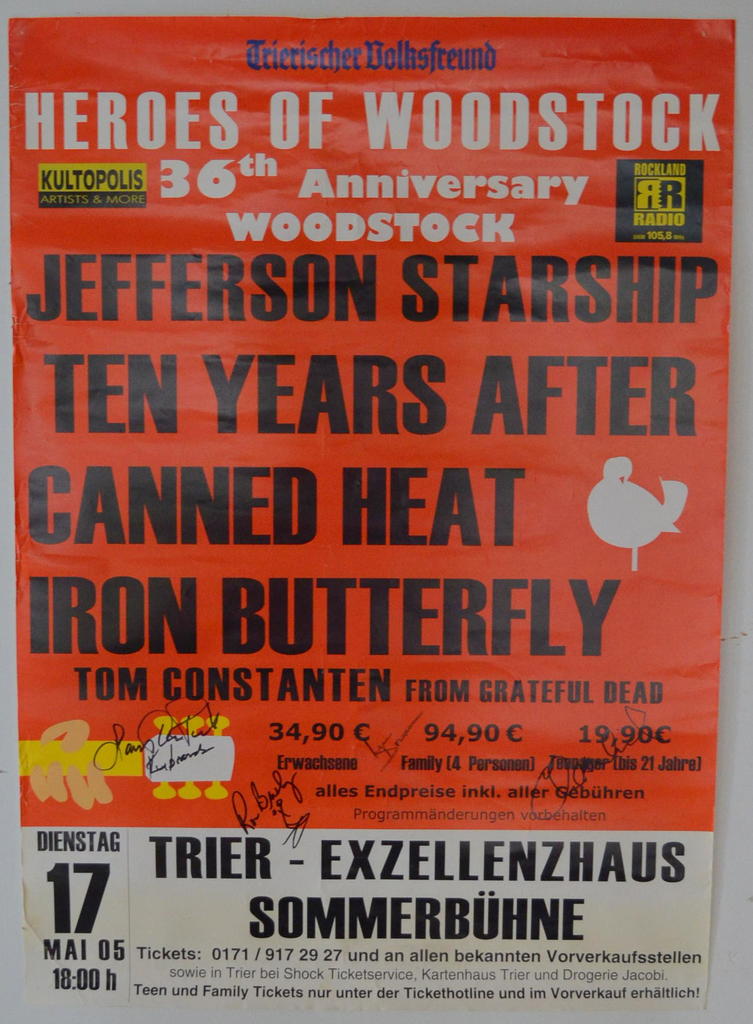 Trierischer Volksfreund
HEROES OF WOODSTOCK
KULTOPOLIS
ARTISTS & MORE
36th Anniversary
WOODSTOCK
ROCKLAND
RR
RADIO
105,8
JEFFERSON STARSHIP
TEN YEARS AFTER
CANNED HEAT
IRON BUTTERFLY
TOM CONSTANTEN FROM GRATEFUL DEAD
34,90 € 94,90 € 19,90€
Erwachsene Family (4 Personen) Teenager (bis 21 Jahre)
alles Endpreise inkl. aller Gebühren
Programmänderungen vorbehalten
DIENSTAG
17
MAI 05
18:00 h
TRIER - EXZELLENZHAUS
SOMMERBÜHNE
Tickets: 0171 / 917 29 27 und an allen bekannten Vorverkaufsstellen
sowie in Trier bei Shock Ticketservice, Kartenhaus Trier und Drogerie Jacobi.
Teen und Family Tickets nur unter der Tickethotline und im Vorverkauf erhältlich!